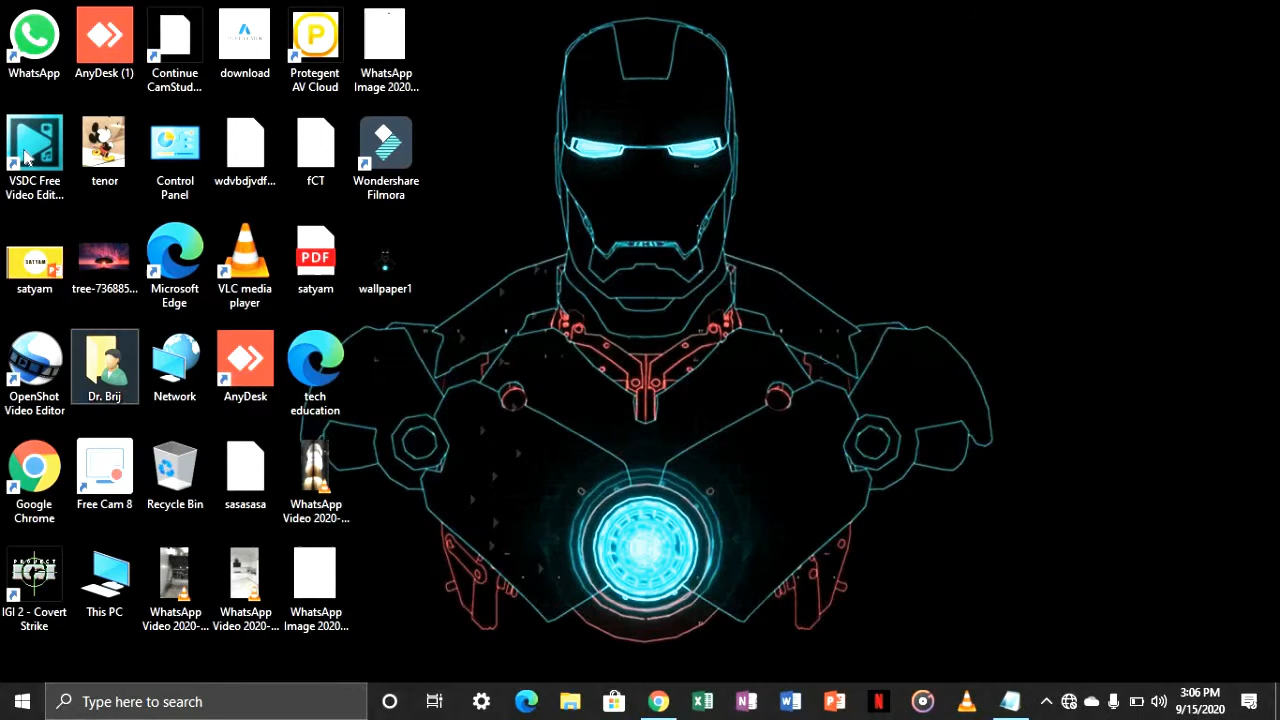 WhatsApp
AnyDesk (1)
Continue
CamStud...
download
Protegent
AV Cloud
WhatsApp
Image 2020...
VSDC Free
Video Edit...
tenor
Control
Panel
wdvbdjvdf...
fCT
Wondershare
Filmora
SATYAM
satyam
tree-736885...
Microsoft
Edge
VLC media
player
PDF
satyam
wallpaper1
OpenShot
Video Editor
Dr. Brij
Network
AnyDesk
tech
education
Google
Chrome
Free Cam 8
Recycle Bin
sasasasa
WhatsApp
Video 2020-...
PROJECT
IGI 2 - Covert
Strike
This PC
WhatsApp
Video 2020-...
WhatsApp
Video 2020-...
WhatsApp
Image 2020...
Type here to search
3:06 PM
9/15/2020